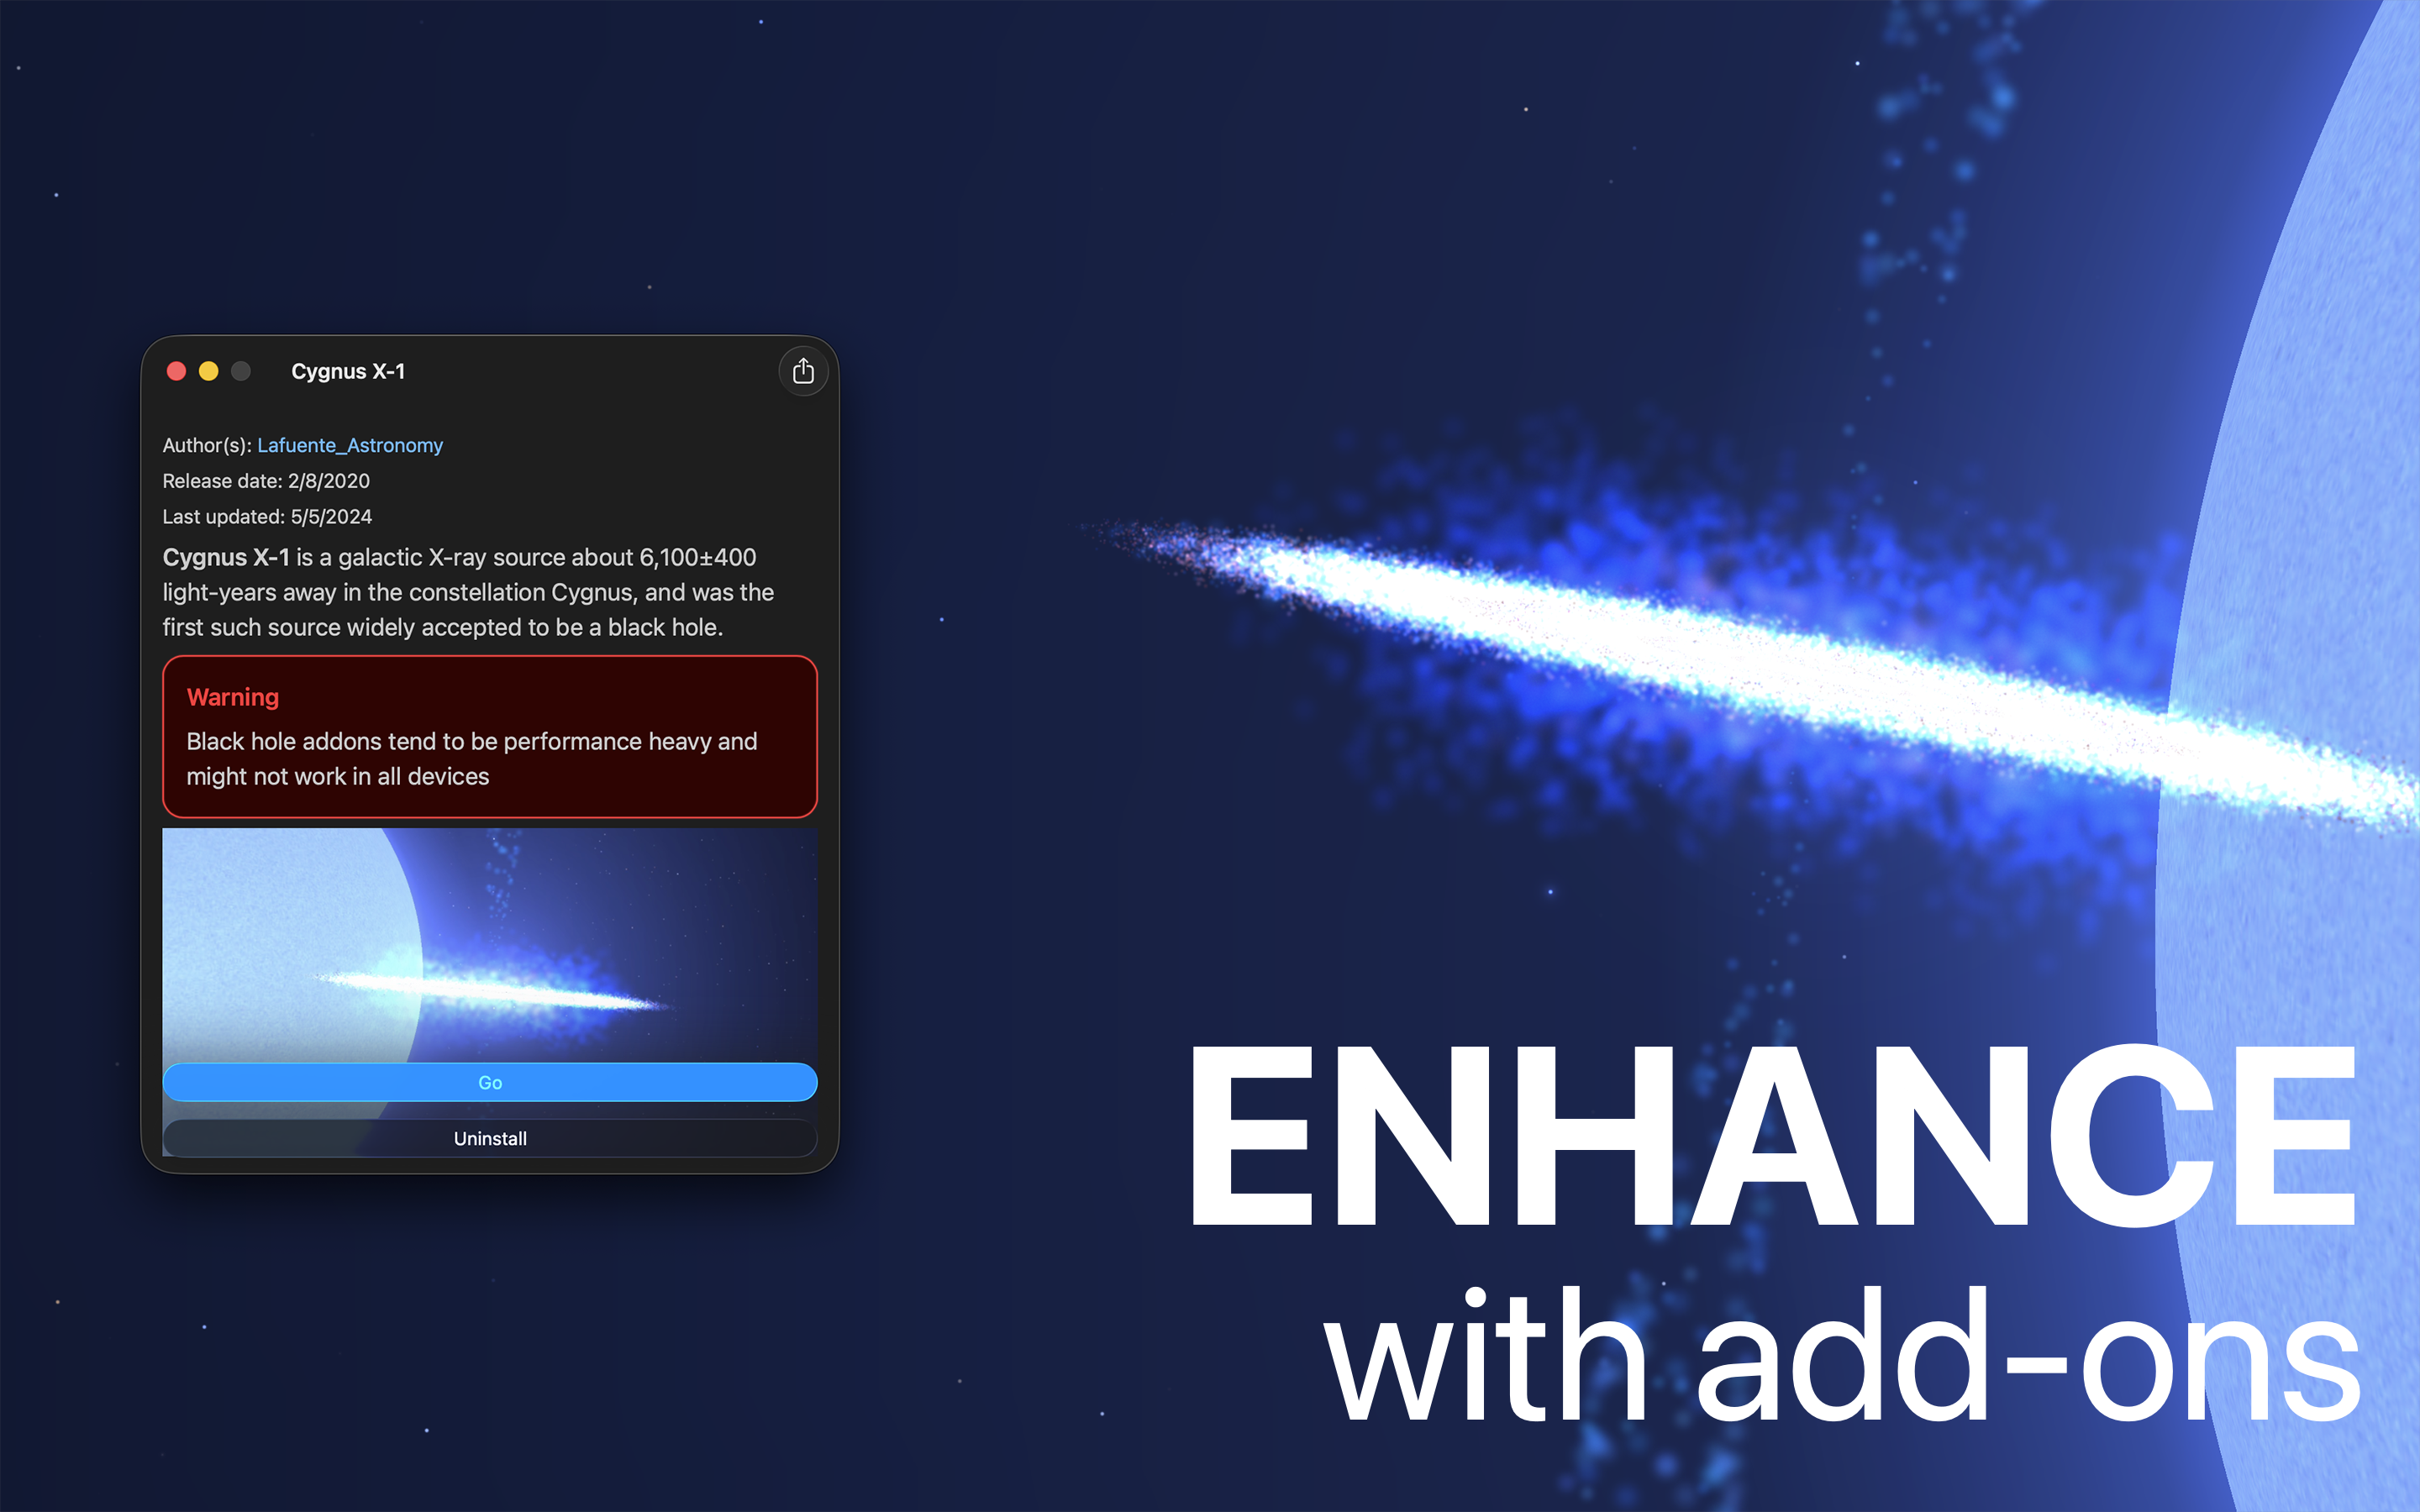 Cygnus X-1
Author(s): Lafuente_Astronomy
Release date: 2/8/2020
Last updated: 5/5/2024
Cygnus X-1 is a galactic X-ray source about 6,100±400
light-years away in the constellation Cygnus, and was the
first such source widely accepted to be a black hole.
Warning
Black hole addons tend to be performance heavy and
might not work in all devices
Go
Uninstall
ENHANCE
with add-ons